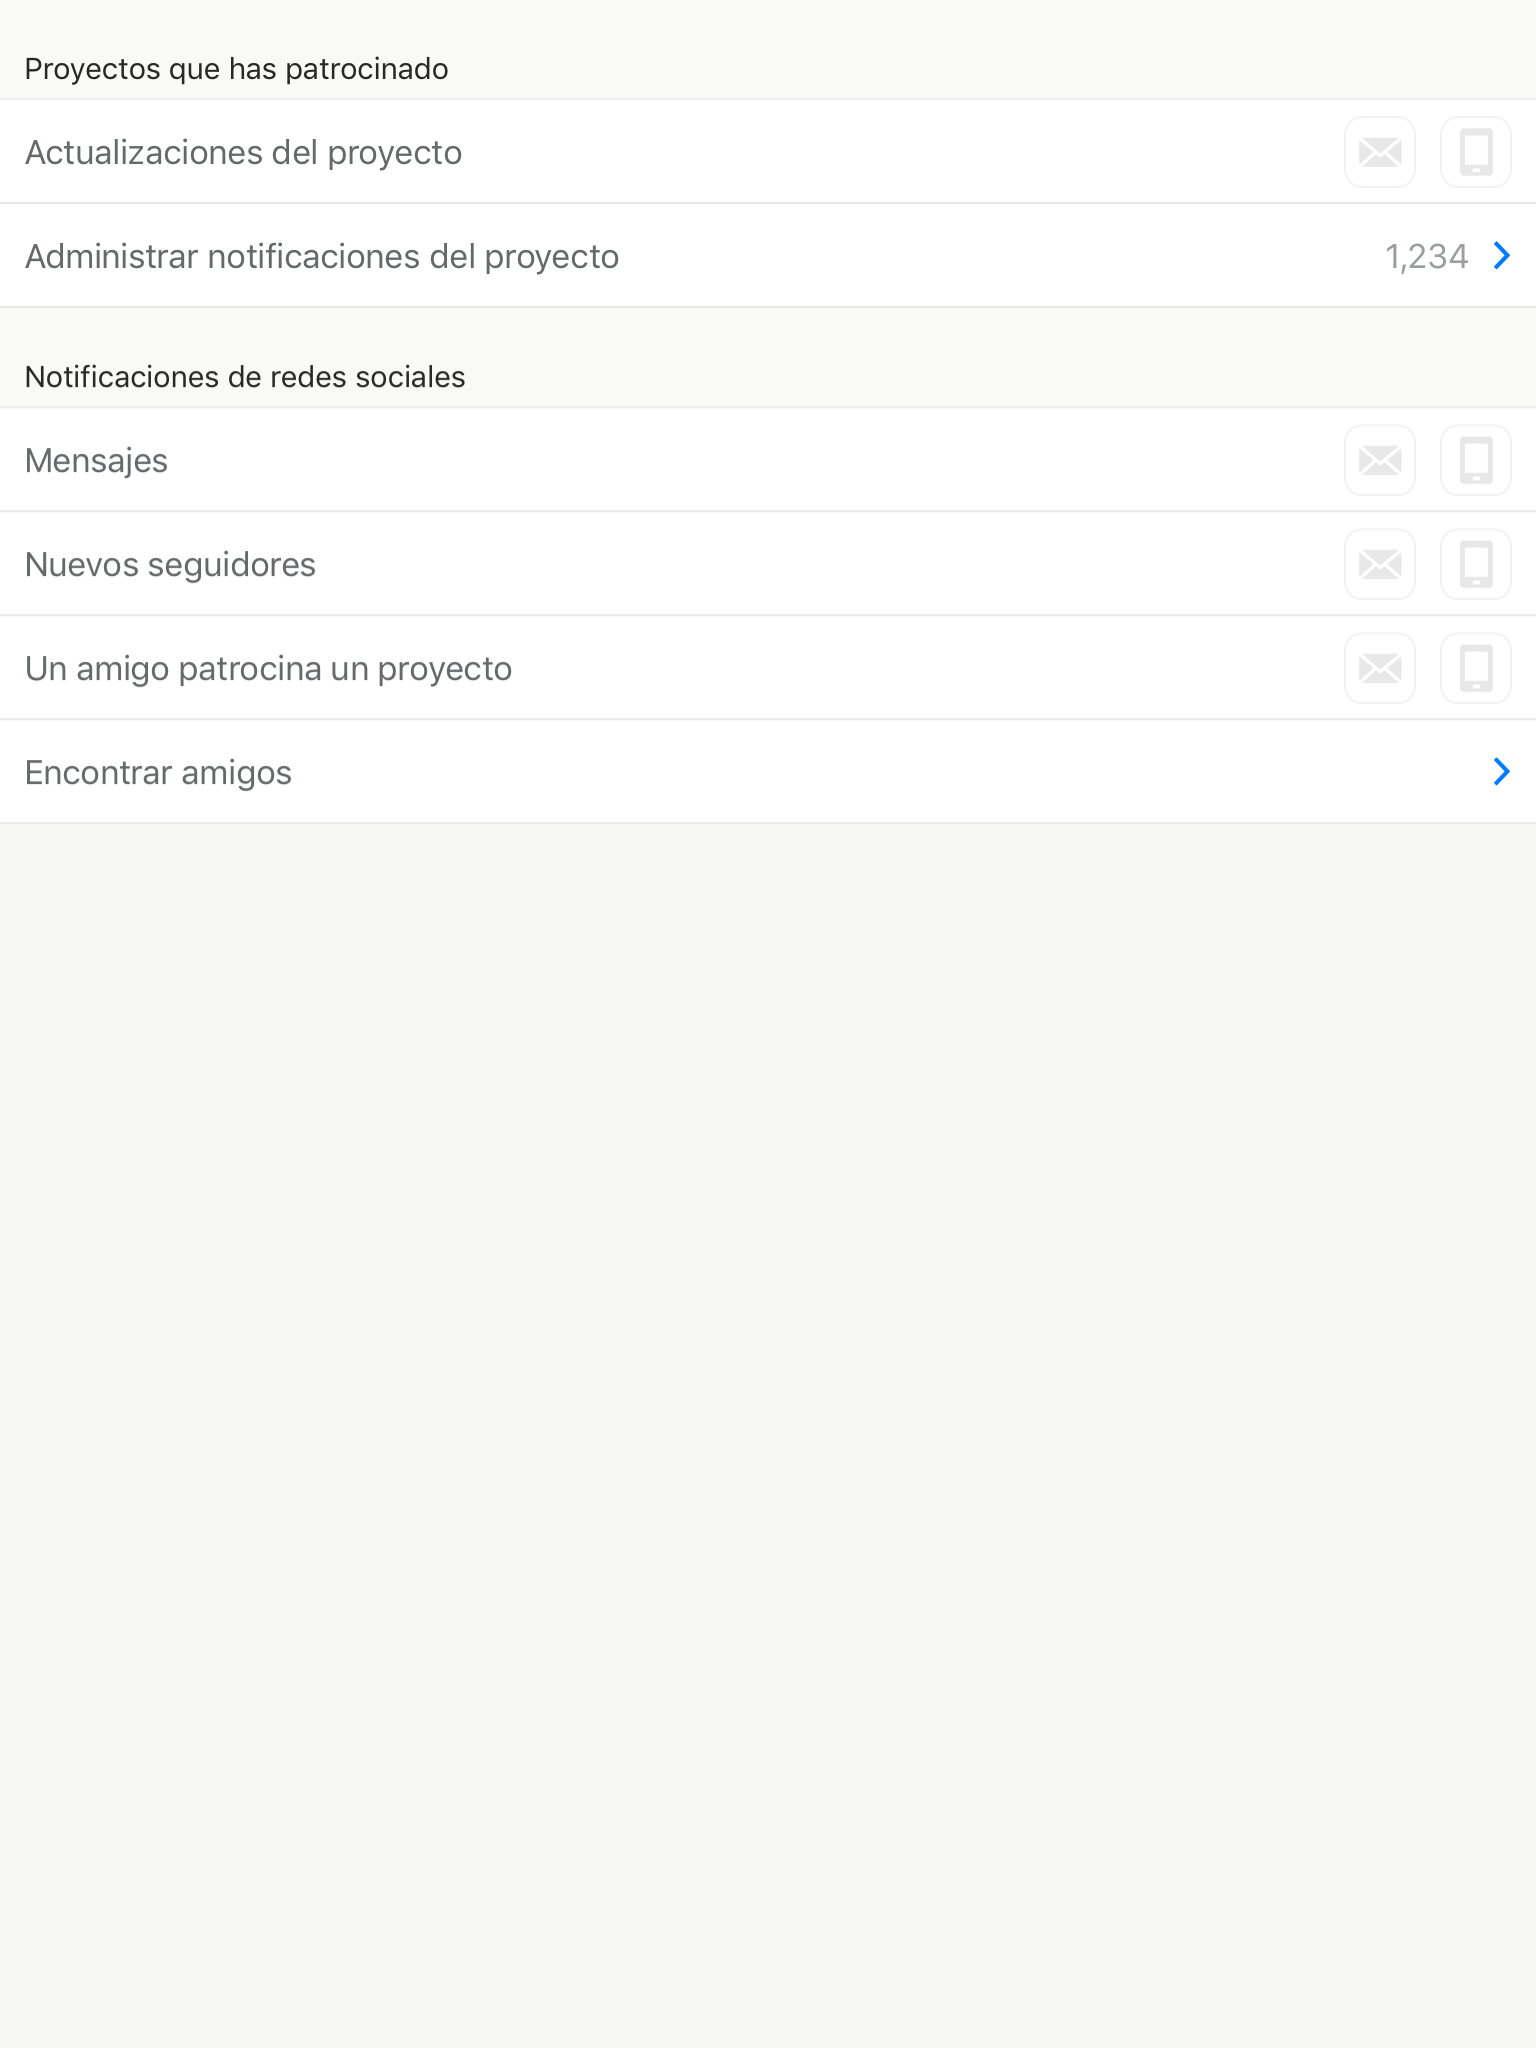 Proyectos que has patrocinado
Actualizaciones del proyecto
Administrar notificaciones del proyecto 1,234
Notificaciones de redes sociales
Mensajes
Nuevos seguidores
Un amigo patrocina un proyecto
Encontrar amigos